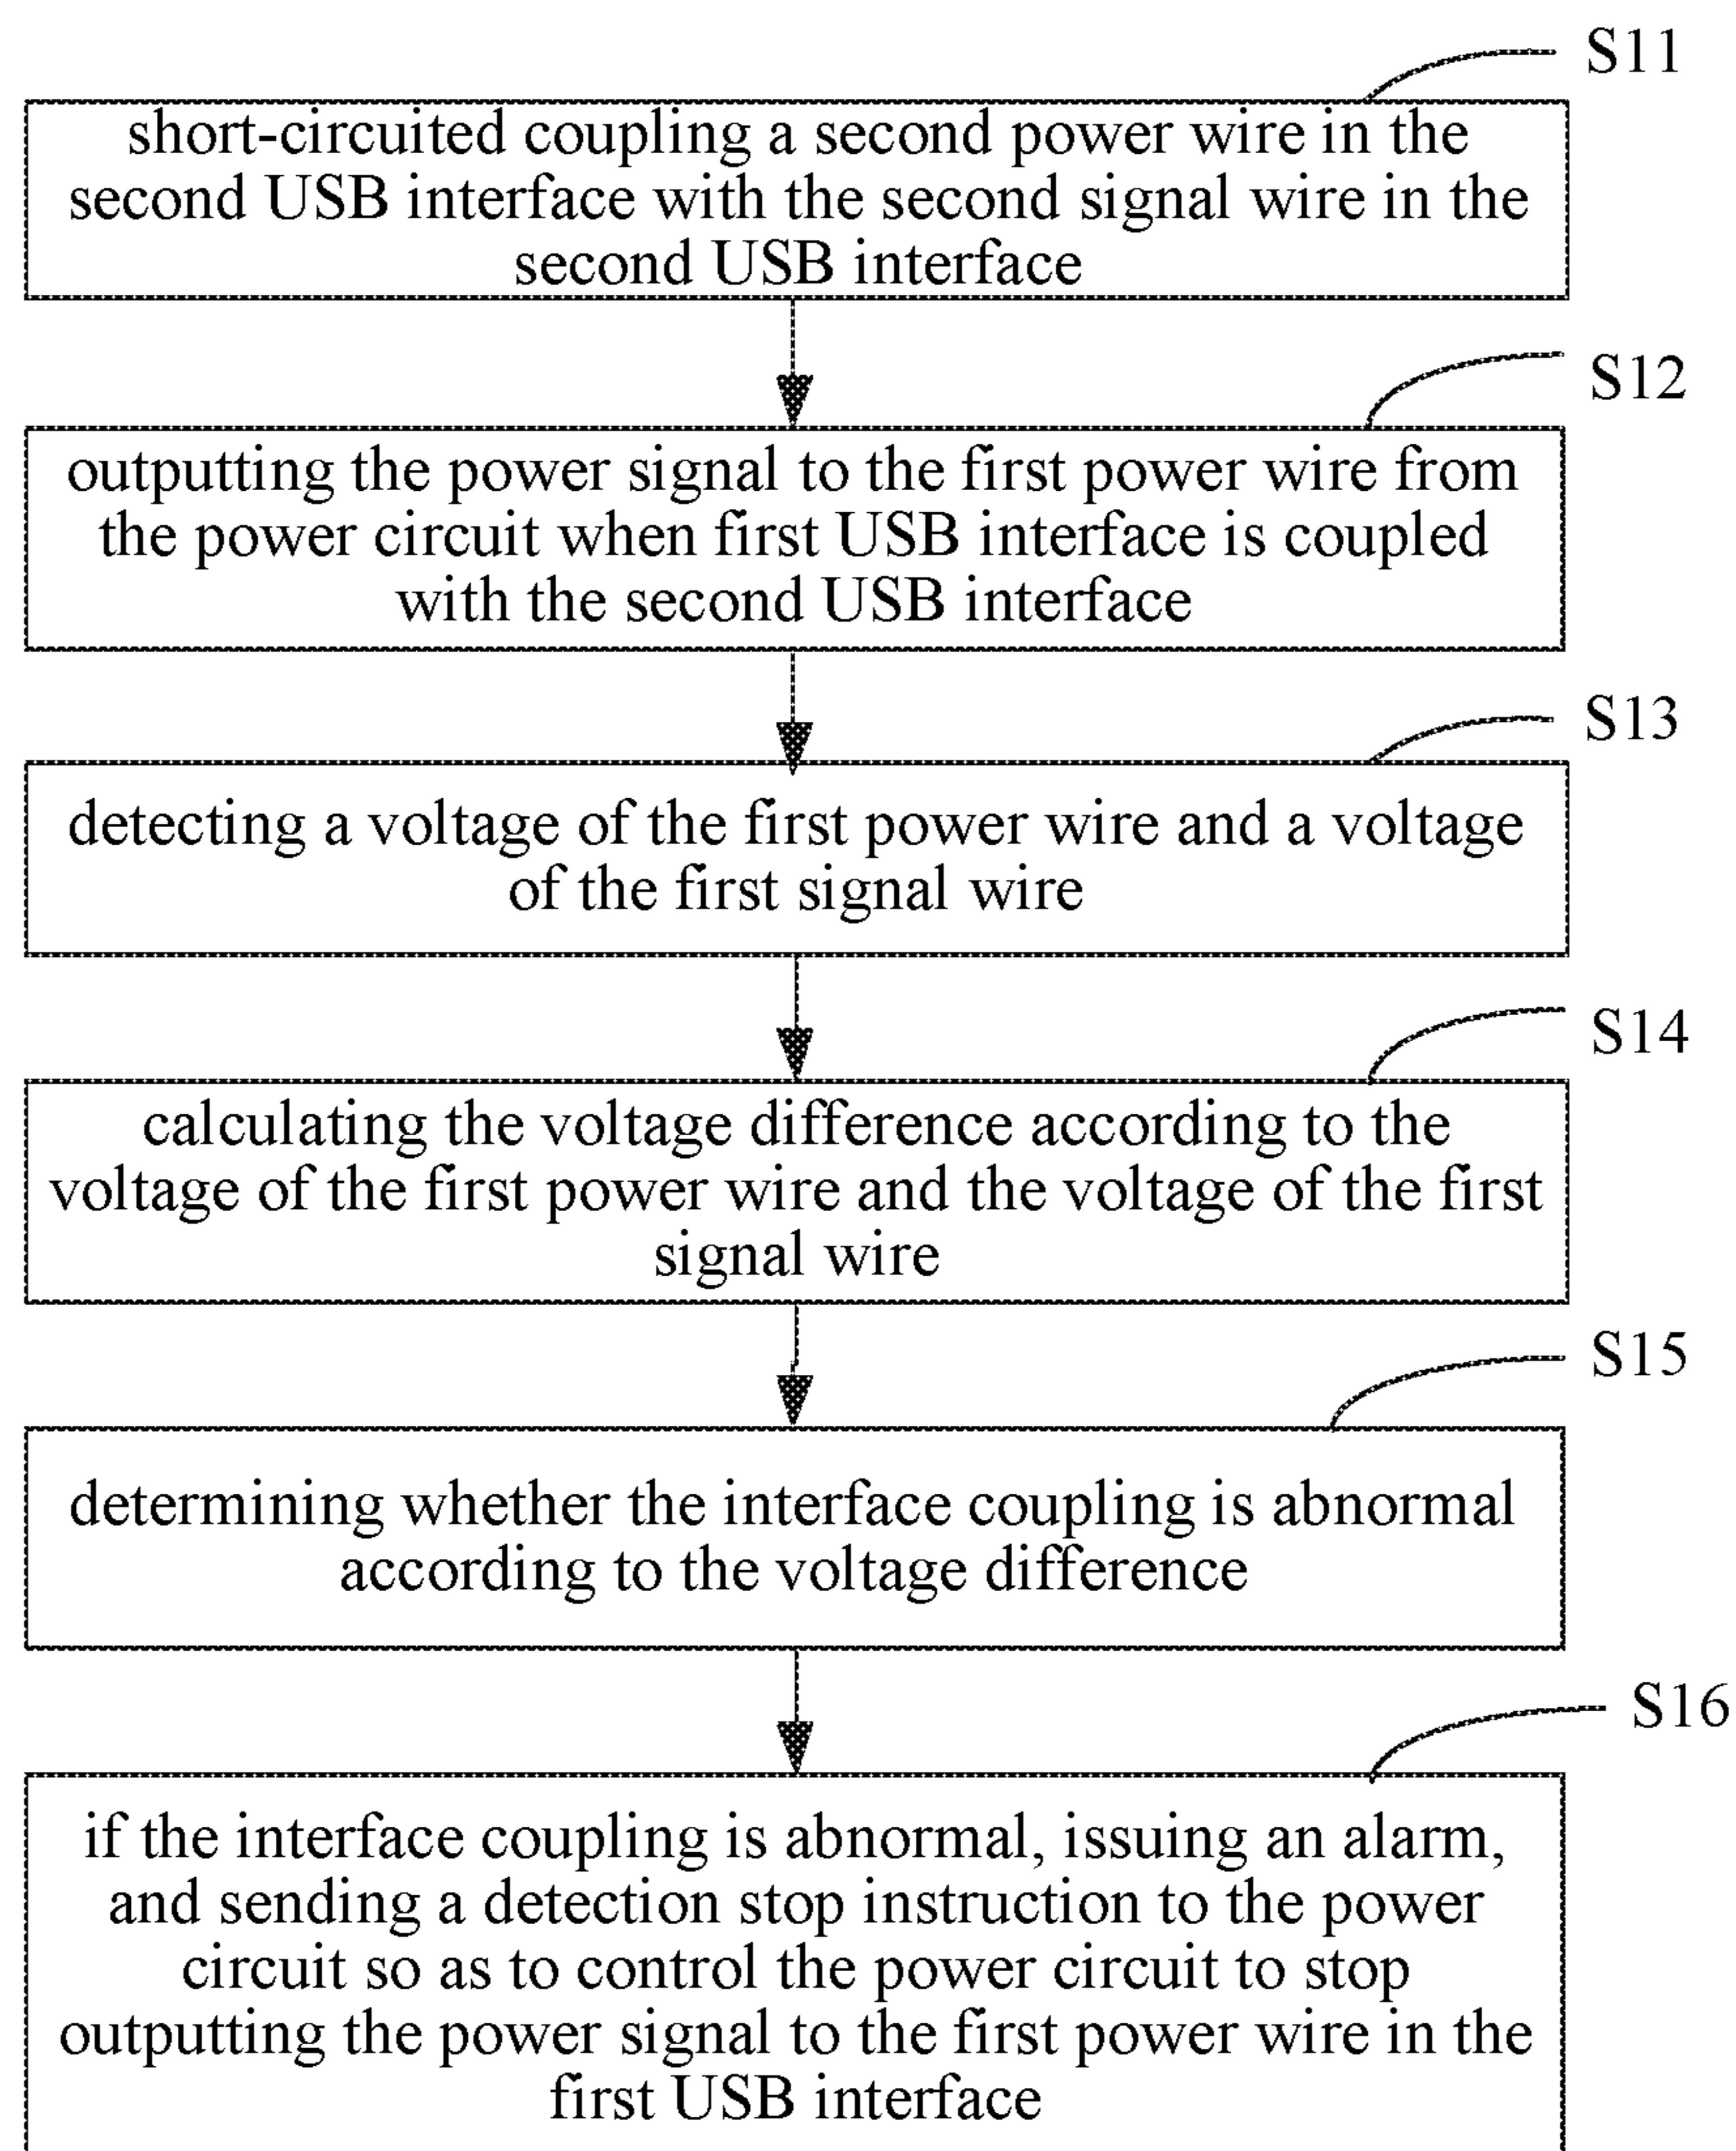 S11
short-circuited coupling a second power wire in the
second USB interface with the second signal wire in the
second USB interface
S12
outputting the power signal to the first power wire from
the power circuit when first USB interface is coupled
with the second USB interface
S13
detecting a voltage of the first power wire and a voltage
of the first signal wire
S14
calculating the voltage difference according to the
voltage of the first power wire and the voltage of the first
signal wire
S15
determining whether the interface coupling is abnormal
according to the voltage difference
S16
if the interface coupling is abnormal, issuing an alarm,
and sending a detection stop instruction to the power
circuit so as to control the power circuit to stop
outputting the power signal to the first power wire in the
first USB interface